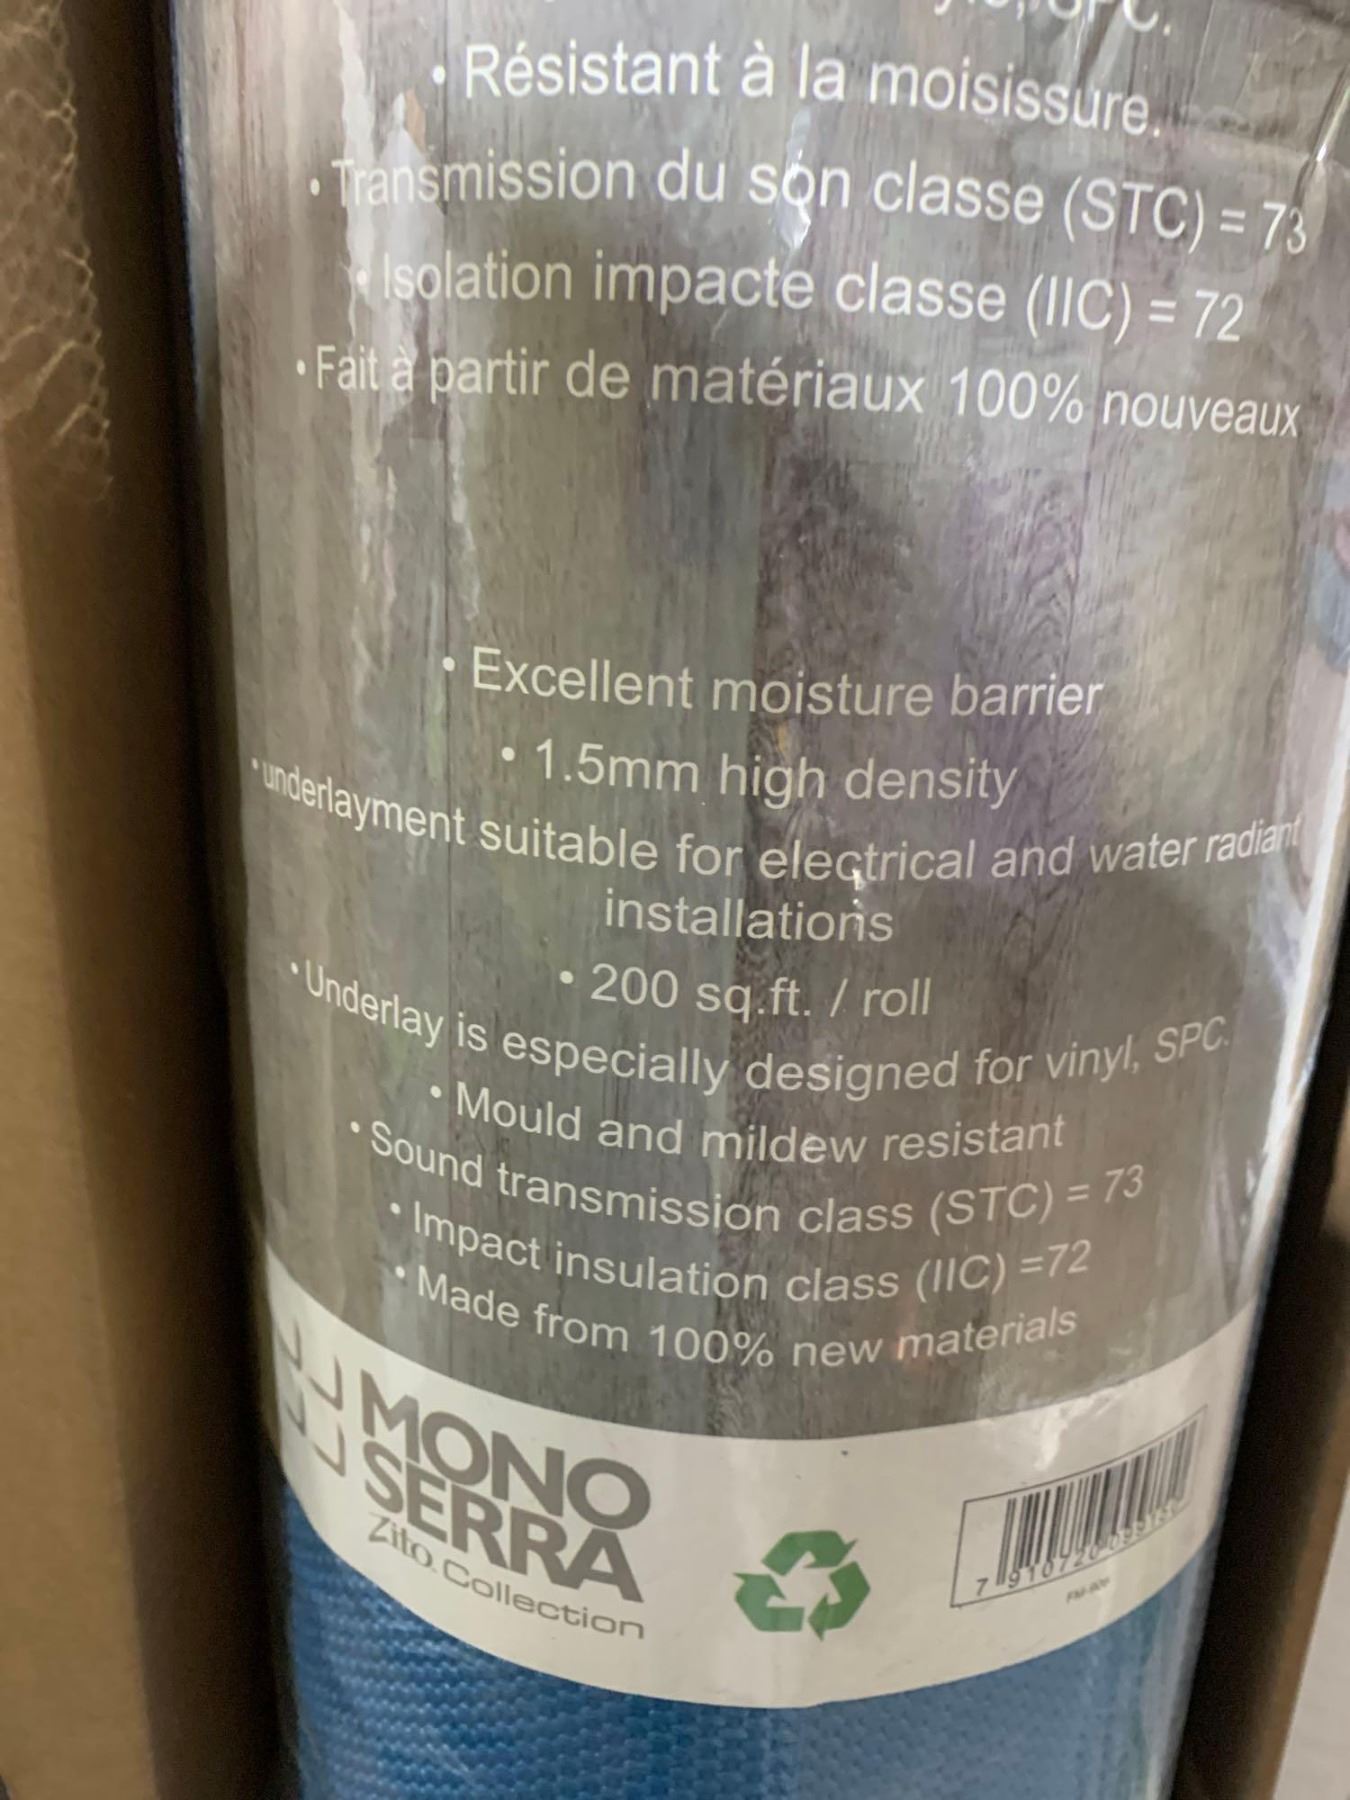 SPC.
• Résistant à la moisissure.
• Transmission du son classe (STC) = 73
• Isolation impacte classe (IIC) = 72
• Fait à partir de matériaux 100% nouveaux
• Excellent moisture barrier
• 1.5mm high density
• underlayment suitable for electrical and water radiant
installations
• 200 sq.ft. / roll
• Underlay is especially designed for vinyl, SPC.
• Mould and mildew resistant
• Sound transmission class (STC) = 73
• Impact insulation class (IIC) =72
• Made from 100% new materials
MONO
SERRA
Zito Collection